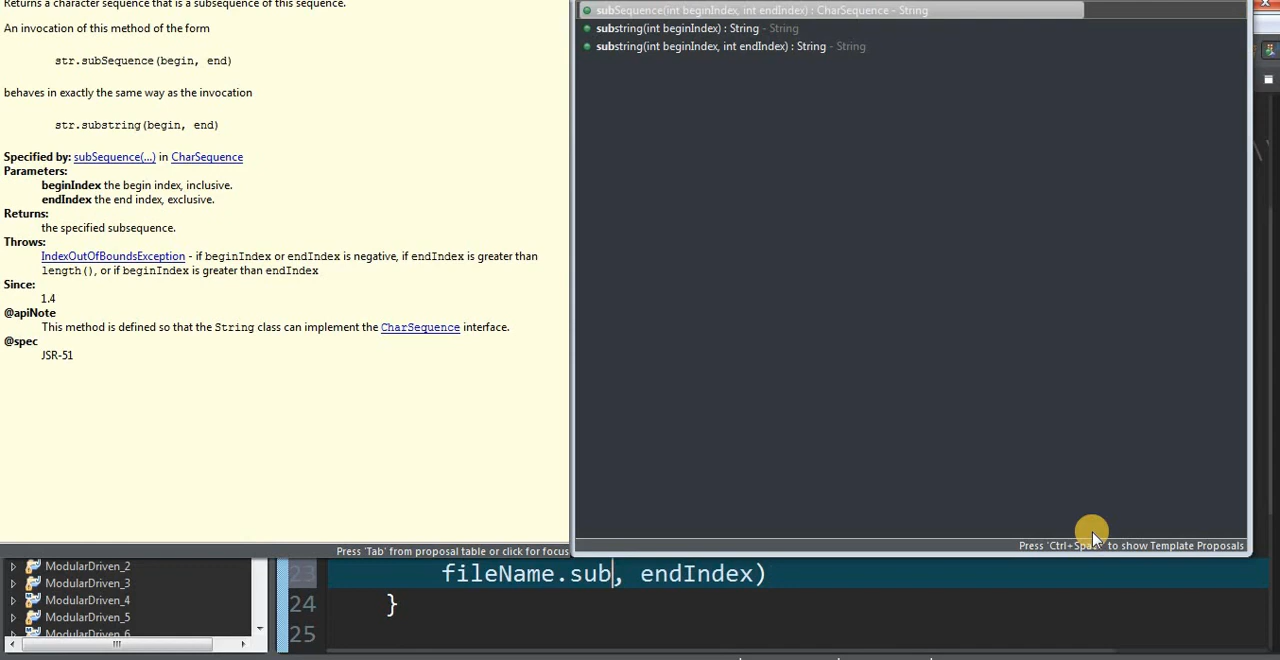 Returns a character sequence that is a subsequence of this sequence.
An invocation of this method of the form
str.subSequence(begin, end)
behaves in exactly the same way as the invocation
str.substring(begin, end)
Specified by: subSequence(...) in CharSequence
Parameters:
beginIndex the begin index, inclusive.
endIndex the end index, exclusive.
Returns:
the specified subsequence.
Throws:
IndexOutOfBoundsException - if beginIndex or endIndex is negative, if endIndex is greater than
length(), or if beginIndex is greater than endIndex
Since:
1.4
@apiNote
This method is defined so that the String class can implement the CharSequence interface.
@spec
JSR-51
Press 'Tab' from proposal table or click for focus
subSequence(int beginIndex, int endIndex) : CharSequence - String
substring(int beginIndex) : String - String
substring(int beginIndex, int endIndex) : String - String
Press 'Ctrl+Space' to show Template Proposals
ModularDriven_2
ModularDriven_3
ModularDriven_4
ModularDriven_5
ModularDriven_6
23 fileName.sub, endIndex)
24 }
25